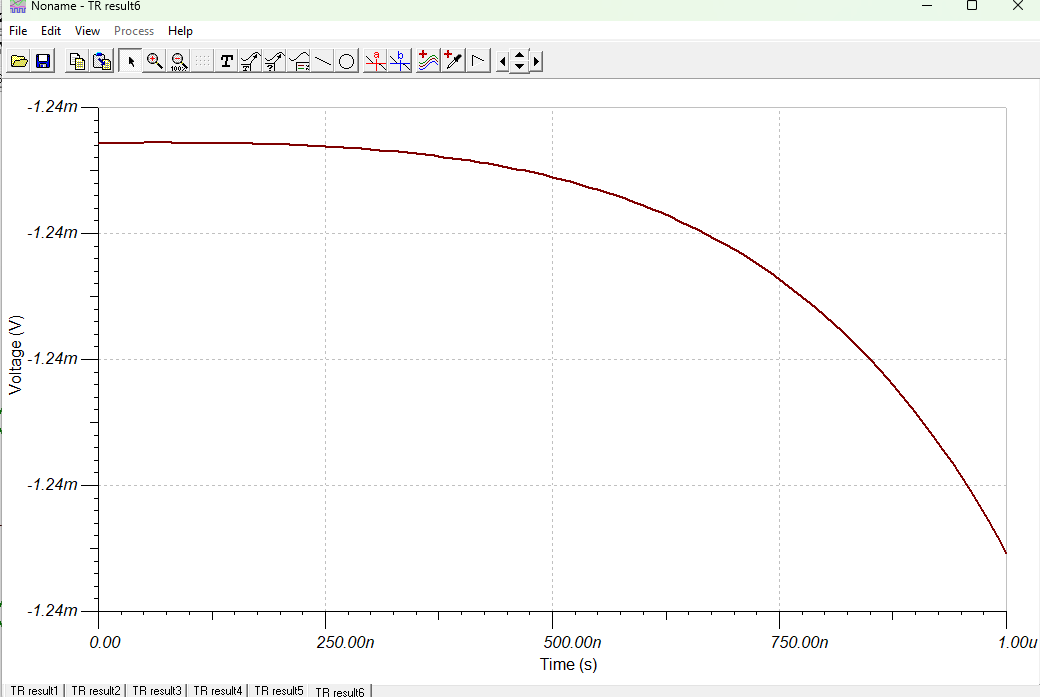 Noname - TR result6
File Edit View Process Help
100%
T
a
b
-1.24m
-1.24m
-1.24m
-1.24m
-1.24m
Voltage (V)
0.00 250.00n 500.00n 750.00n 1.00u
Time (s)
TR result1 TR result2 TR result3 TR result4 TR result5 TR result6